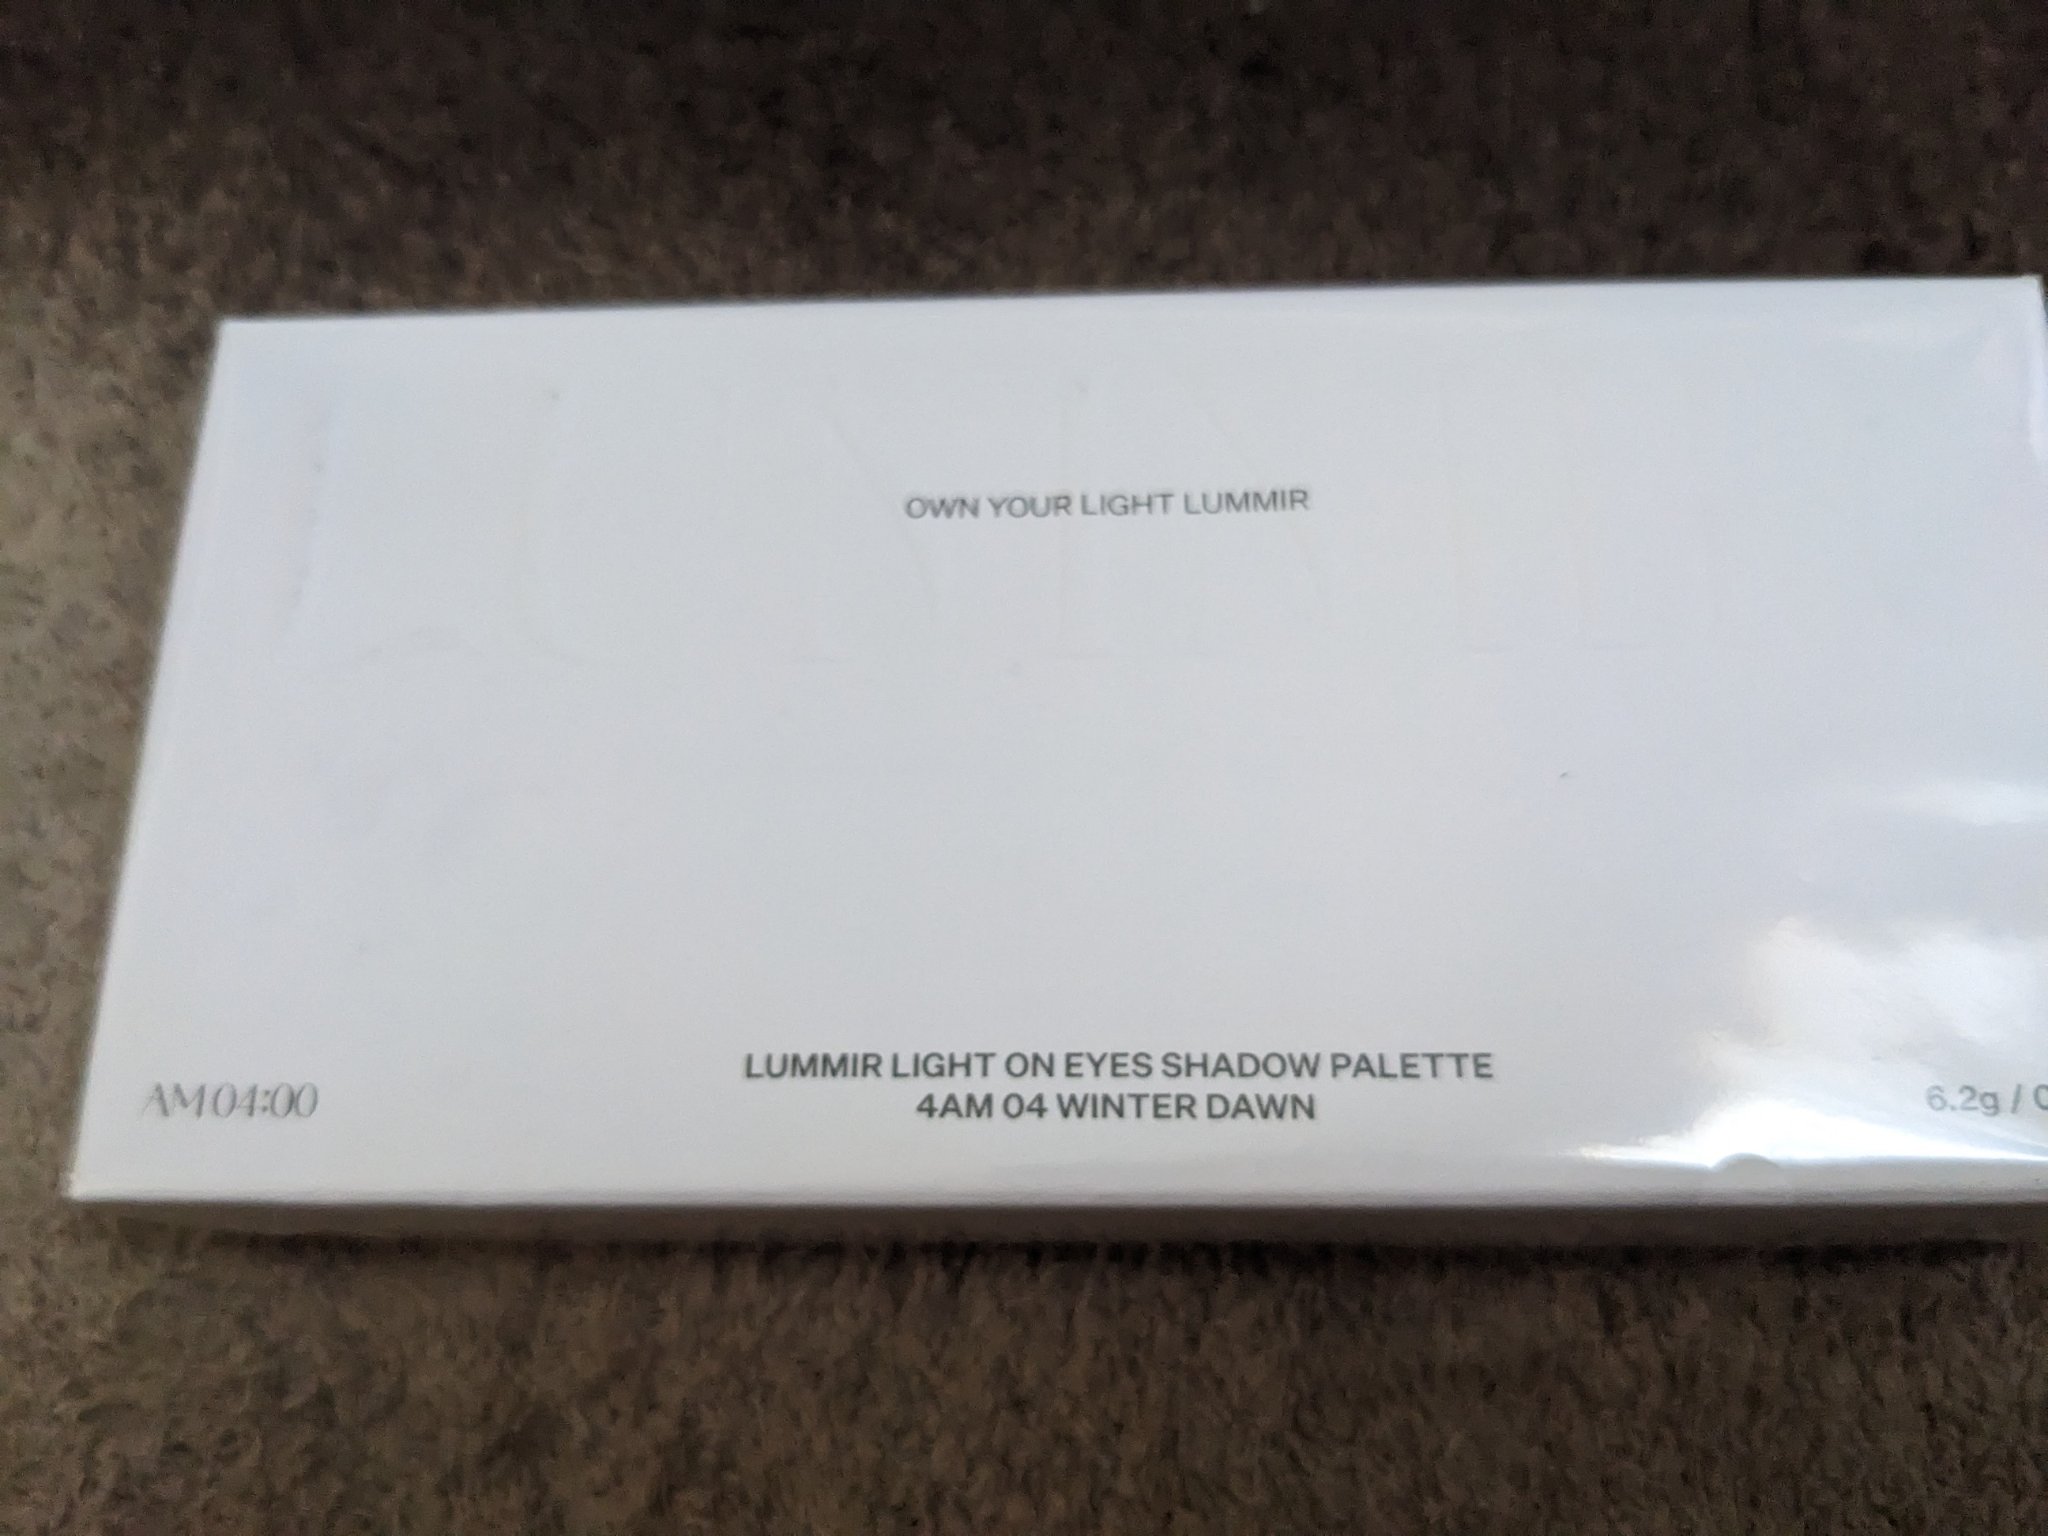 OWN YOUR LIGHT LUMMIR
LUMMIR LIGHT ON EYES SHADOW PALETTE
4AM 04 WINTER DAWN
AM 04:00
6.2g / 0